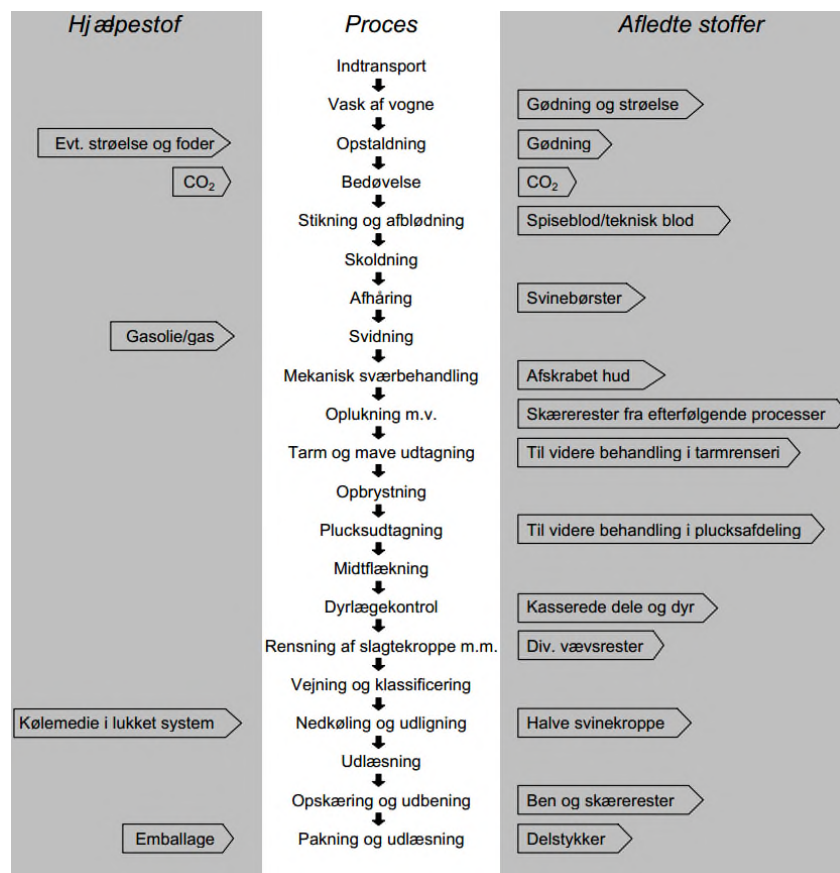 Hjælpestof Proces Afledte stoffer
Indtransport
Vask af vogne Gødning og strøelse
Evt. strøelse og foder Opstaldning Gødning
CO₂ Bedøvelse CO₂
Stikning og afblødning Spiseblod/teknisk blod
Skoldning
Afhåring Svinebørster
Gasolie/gas Svidning
Mekanisk sværbehandling Afskrabet hud
Oplukning m.v. Skærerester fra efterfølgende processer
Tarm og mave udtagning Til videre behandling i tarmrenseri
Opbrystning
Plucksudtagning Til videre behandling i plucksafdeling
Midtflækning
Dyrlægekontrol Kasserede dele og dyr
Rensning af slagtekroppe m.m. Div. vævsrester
Vejning og klassificering
Kølemedie i lukket system Nedkøling og udligning Halve svinekroppe
Udlæsning
Opskæring og udbening Ben og skærerester
Emballage Pakning og udlæsning Delstykker